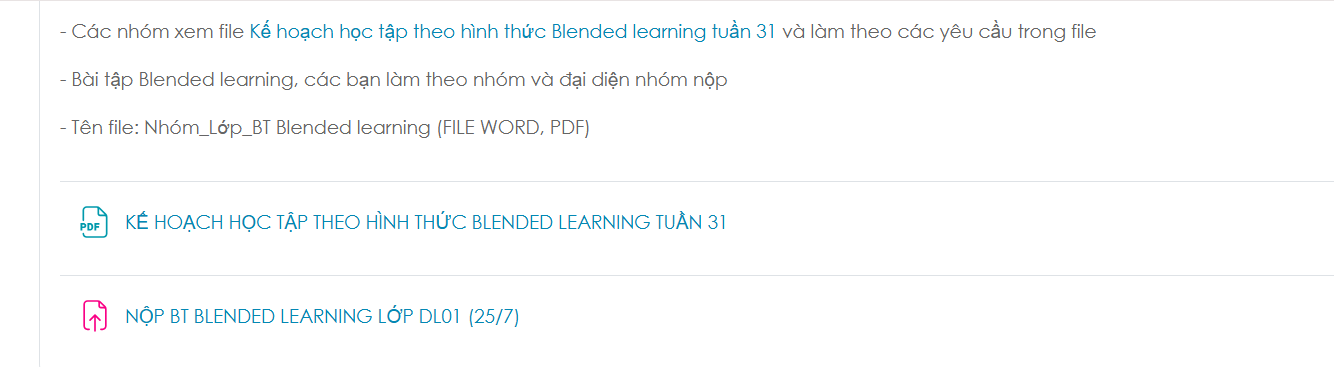 - Các nhóm xem file Kế hoạch học tập theo hình thức Blended learning tuần 31 và làm theo các yêu cầu trong file
- Bài tập Blended learning, các bạn làm theo nhóm và đại diện nhóm nộp
- Tên file: Nhóm_Lớp_BT Blended learning (FILE WORD, PDF)
PDF KẾ HOẠCH HỌC TẬP THEO HÌNH THỨC BLENDED LEARNING TUẦN 31
NỘP BT BLENDED LEARNING LỚP DL01 (25/7)